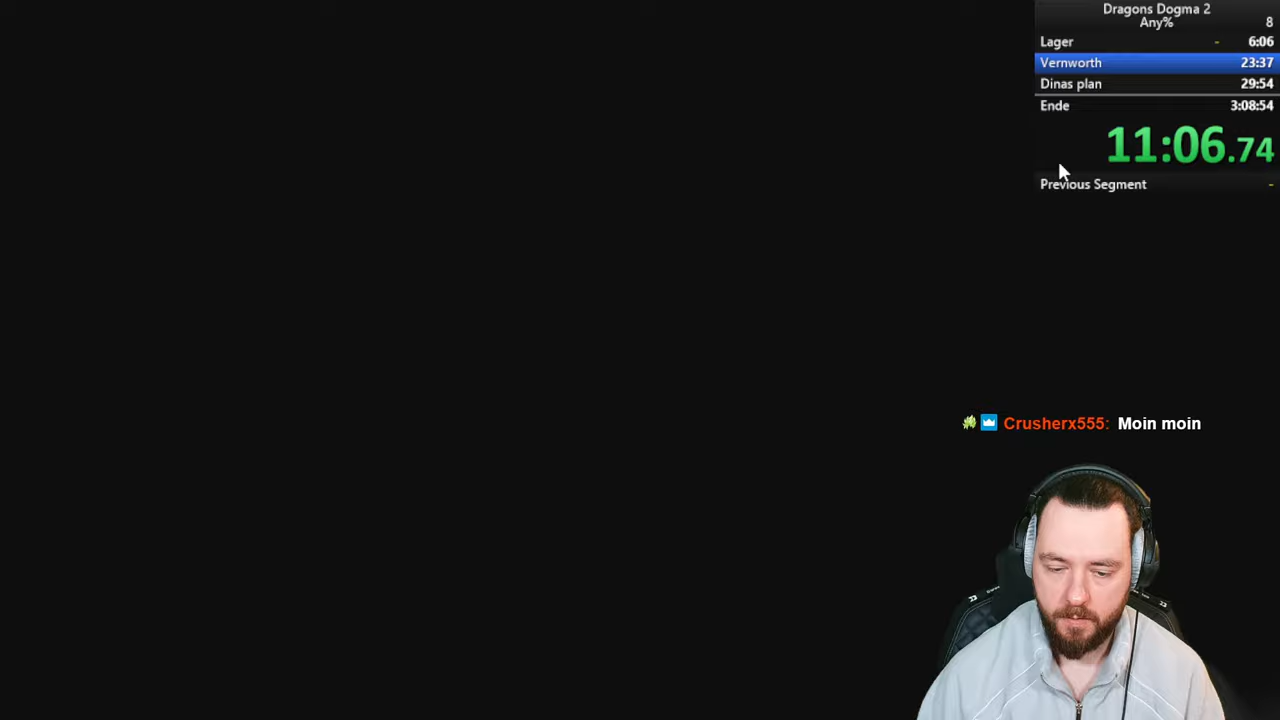 Dragons Dogma 2
Any% 8
Lager - 6:06
Vernworth 23:37
Dinas plan 29:54
Ende 3:08:54
11:06.74
Previous Segment -
Crusherx555: Moin moin